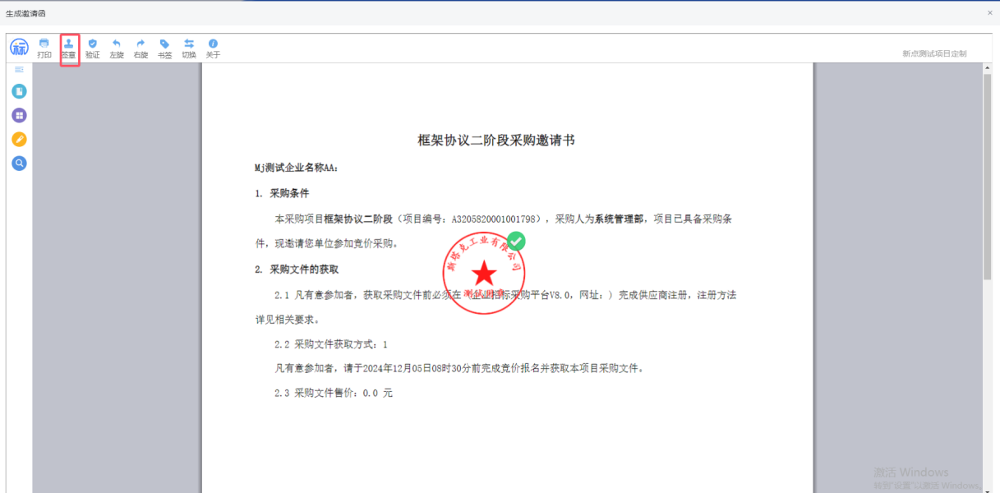 生成邀请函
×
标
打印 签章 验证 左旋 右旋 书签 切换 关于
新点测试项目定制
框架协议二阶段采购邀请书
Mj测试企业名称AA：
1. 采购条件
本采购项目框架协议二阶段（项目编号：A3205820001001798），采购人为系统管理部，项目已具备采购条
件，现邀请您单位参加竞价采购。
斯塔克工业有限公司
2. 采购文件的获取
2.1 凡有意参加者，获取采购文件前必须在（企业招标采购平台V8.0，网址：）完成供应商注册，注册方法
详见相关要求。
2.2 采购文件获取方式：1
凡有意参加者，请于2024年12月05日08时30分前完成竞价报名并获取本项目采购文件。
2.3 采购文件售价：0.0 元
激活 Windows
转到"设置"以激活 Windows。